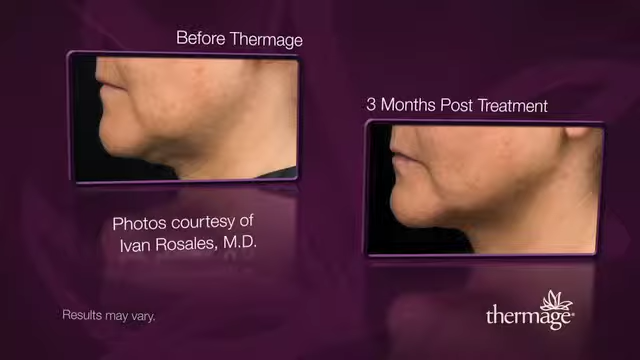 Before Thermage
3 Months Post Treatment
Photos courtesy of
Ivan Rosales, M.D.
Results may vary.
thermage®